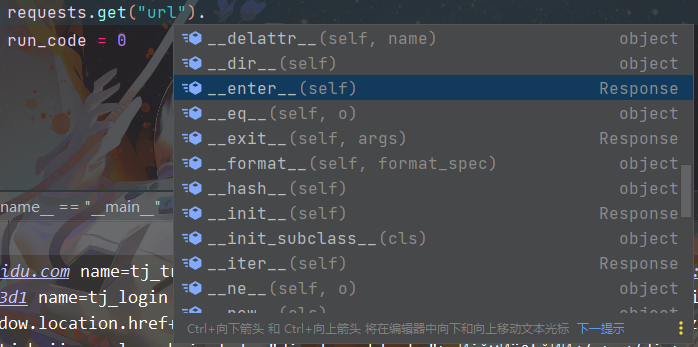 requests.get("url").
run_code = 0
__delattr__(self, name) object
__dir__(self) object
__enter__(self) Response
__eq__(self, o) object
__exit__(self, args) Response
__format__(self, format_spec) object
__hash__(self) object
__init__(self) Response
__init_subclass__(cls) object
__iter__(self) Response
__ne__(self, o) object
name__ == "__main__"
idu.com name=tj_t
3d1 name=tj_login
dow.location.href+
Ctrl+向下箭头 和 Ctrl+向上箭头 将在编辑器中向下和向上移动文本光标 下一提示